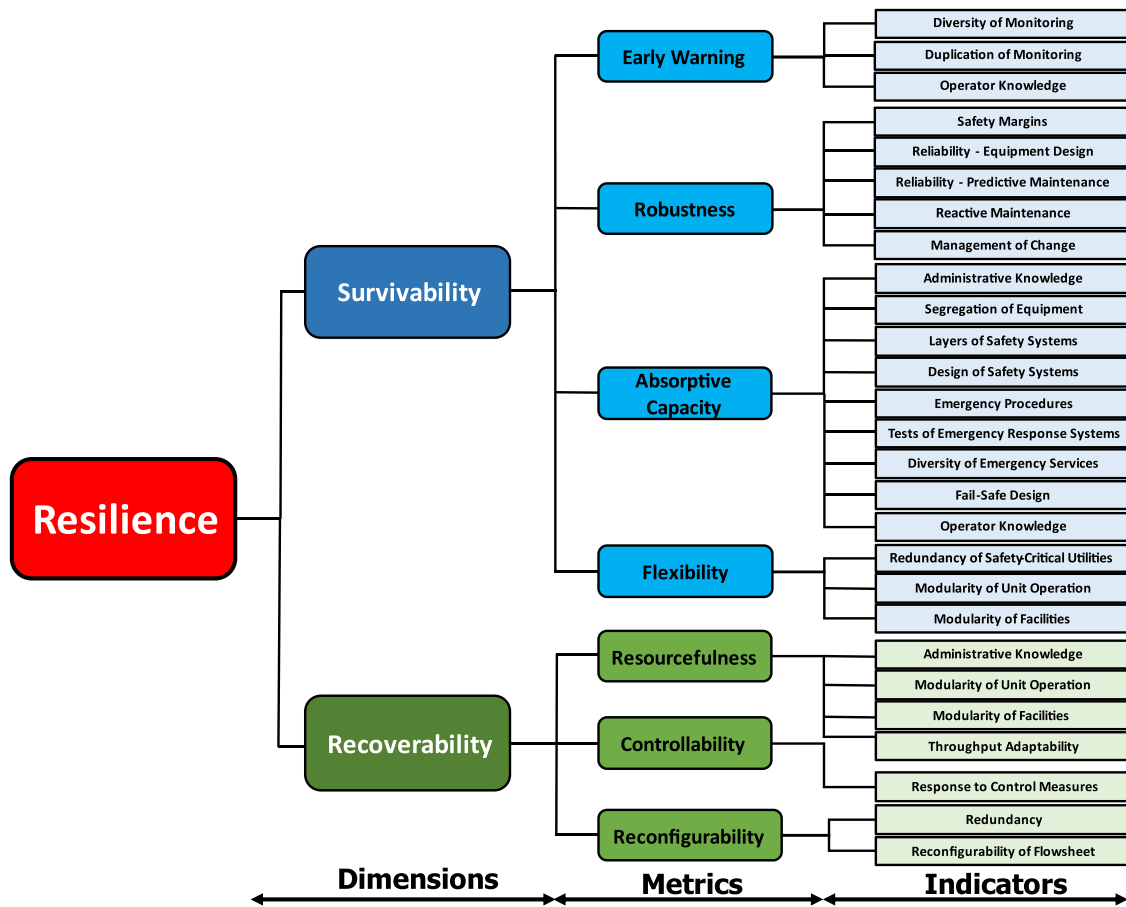 Resilience
Survivability
Recoverability
Early Warning
Robustness
Absorptive
Capacity
Flexibility
Resourcefulness
Controllability
Reconfigurability
Diversity of Monitoring
Duplication of Monitoring
Operator Knowledge
Safety Margins
Reliability - Equipment Design
Reliability - Predictive Maintenance
Reactive Maintenance
Management of Change
Administrative Knowledge
Segregation of Equipment
Layers of Safety Systems
Design of Safety Systems
Emergency Procedures
Tests of Emergency Response Systems
Diversity of Emergency Services
Fail-Safe Design
Operator Knowledge
Redundancy of Safety-Critical Utilities
Modularity of Unit Operation
Modularity of Facilities
Administrative Knowledge
Modularity of Unit Operation
Modularity of Facilities
Throughput Adaptability
Response to Control Measures
Redundancy
Reconfigurability of Flowsheet
Dimensions
Metrics
Indicators